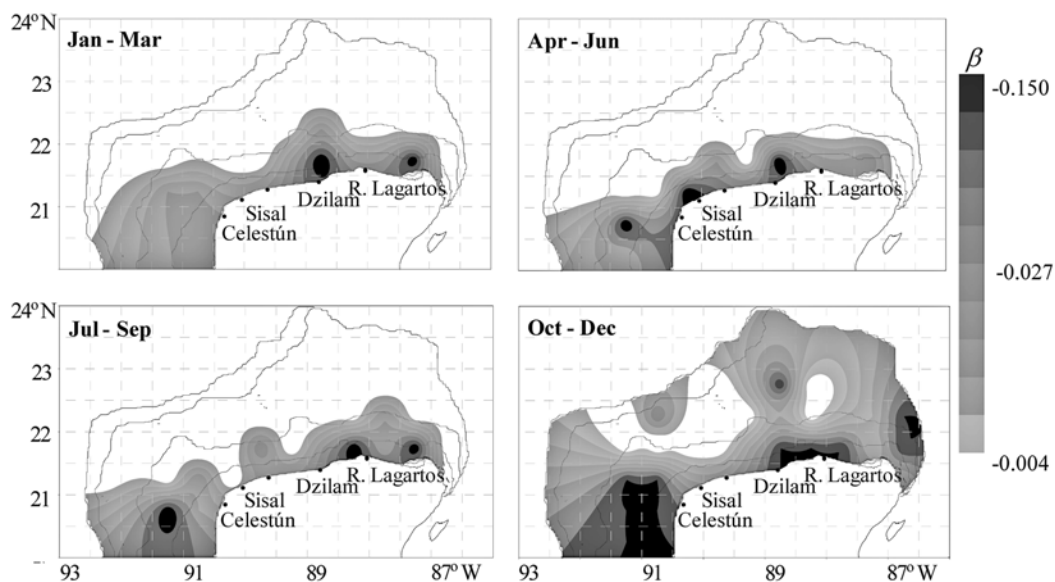 24° N
Jan - Mar
23
22
21
R. Lagartos
Dzilam
Sisal
Celestún
Apr - Jun
R. Lagartos
Dzilam
Sisal
Celestún
β
-0.150
-0.027
-0.004
24° N
Jul - Sep
23
22
21
R. Lagartos
Dzilam
Sisal
Celestún
93 91 89 87° W
Oct - Dec
R. Lagartos
Dzilam
Sisal
Celestún
93 91 89 87° W